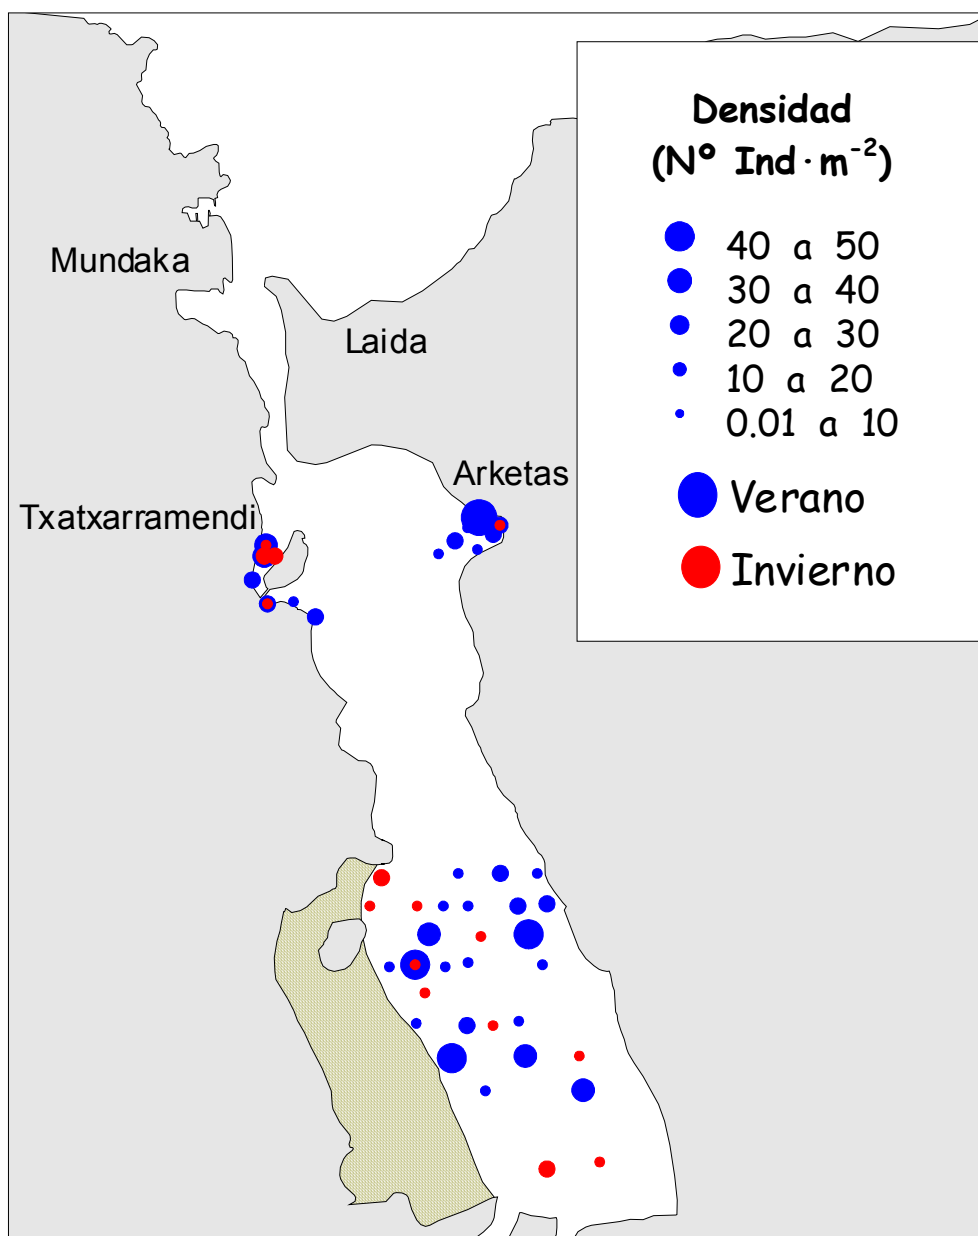 Densidad
(Nº Ind·m⁻²)
40 a 50
30 a 40
20 a 30
10 a 20
0.01 a 10
Verano
Invierno
Mundaka
Laida
Arketas
Txatxarramendi